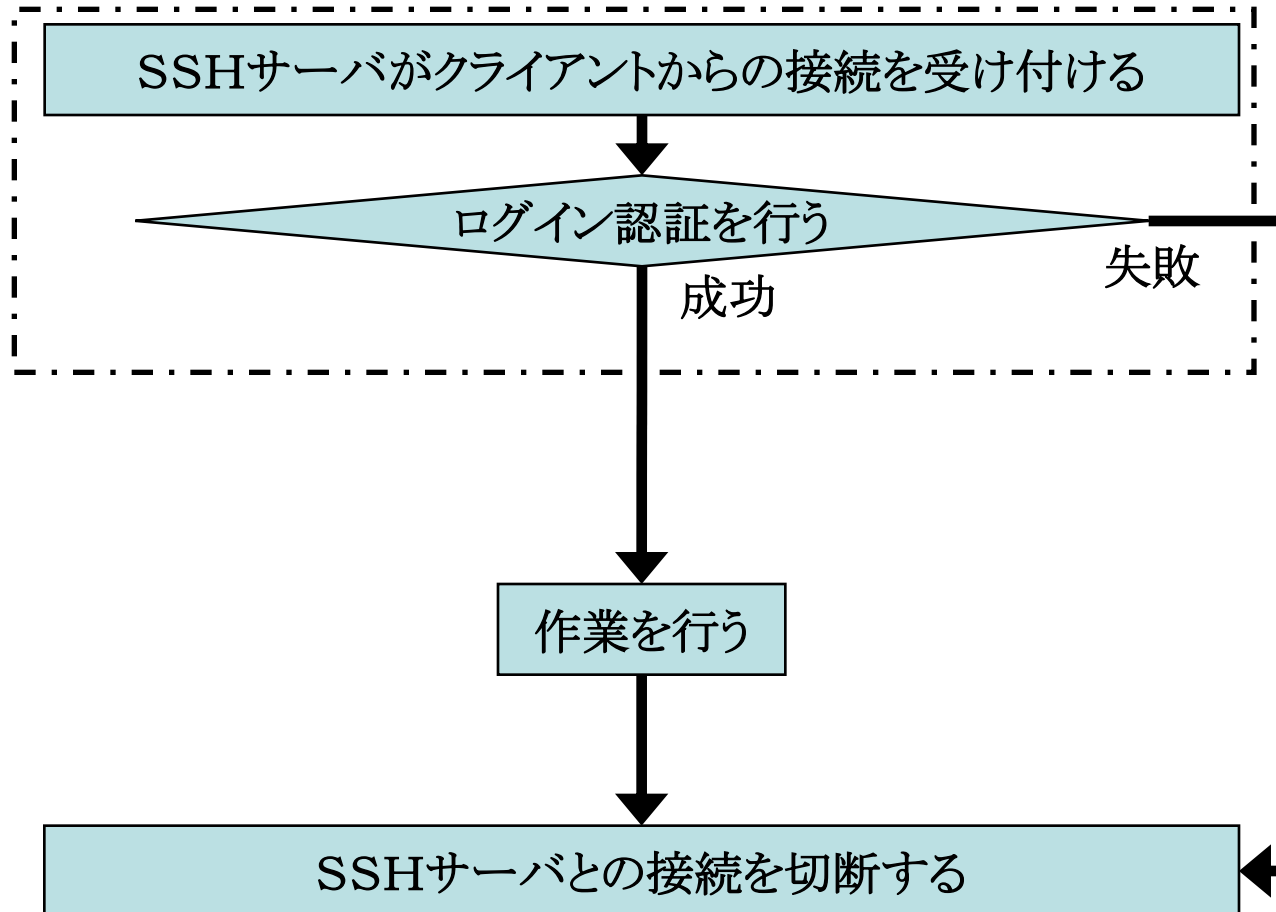 SSHサーバがクライアントからの接続を受け付ける
ログイン認証を行う
失敗
成功
作業を行う
SSHサーバとの接続を切断する